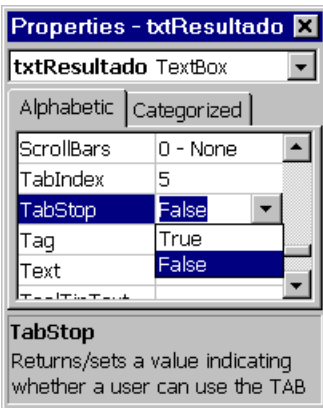 Properties - txtResultado
txtResultado TextBox
Alphabetic Categorized
ScrollBars 0 - None
TabIndex 5
TabStop False
Tag True
Text False
ToolTipText
TabStop
Returns/sets a value indicating
whether a user can use the TAB